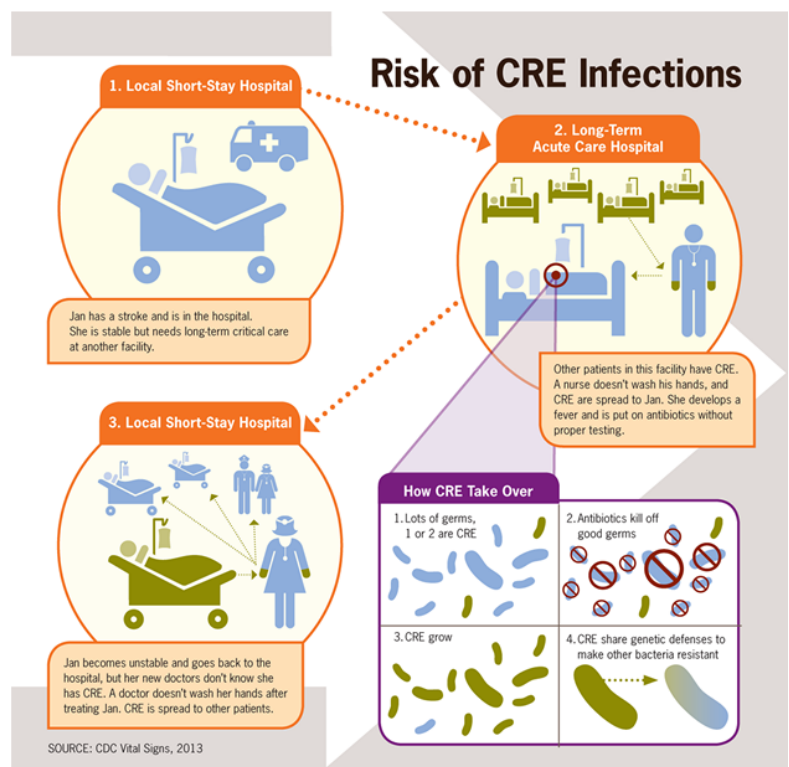 Risk of CRE Infections
1. Local Short-Stay Hospital
Jan has a stroke and is in the hospital.
She is stable but needs long-term critical care
at another facility.
2. Long-Term
Acute Care Hospital
Other patients in this facility have CRE.
A nurse doesn't wash his hands, and
CRE are spread to Jan. She develops a
fever and is put on antibiotics without
proper testing.
3. Local Short-Stay Hospital
Jan becomes unstable and goes back to the
hospital, but her new doctors don't know she
has CRE. A doctor doesn't wash her hands after
treating Jan. CRE is spread to other patients.
How CRE Take Over
1. Lots of germs,
1 or 2 are CRE
2. Antibiotics kill off
good germs
3. CRE grow
4. CRE share genetic defenses to
make other bacteria resistant
SOURCE: CDC Vital Signs, 2013